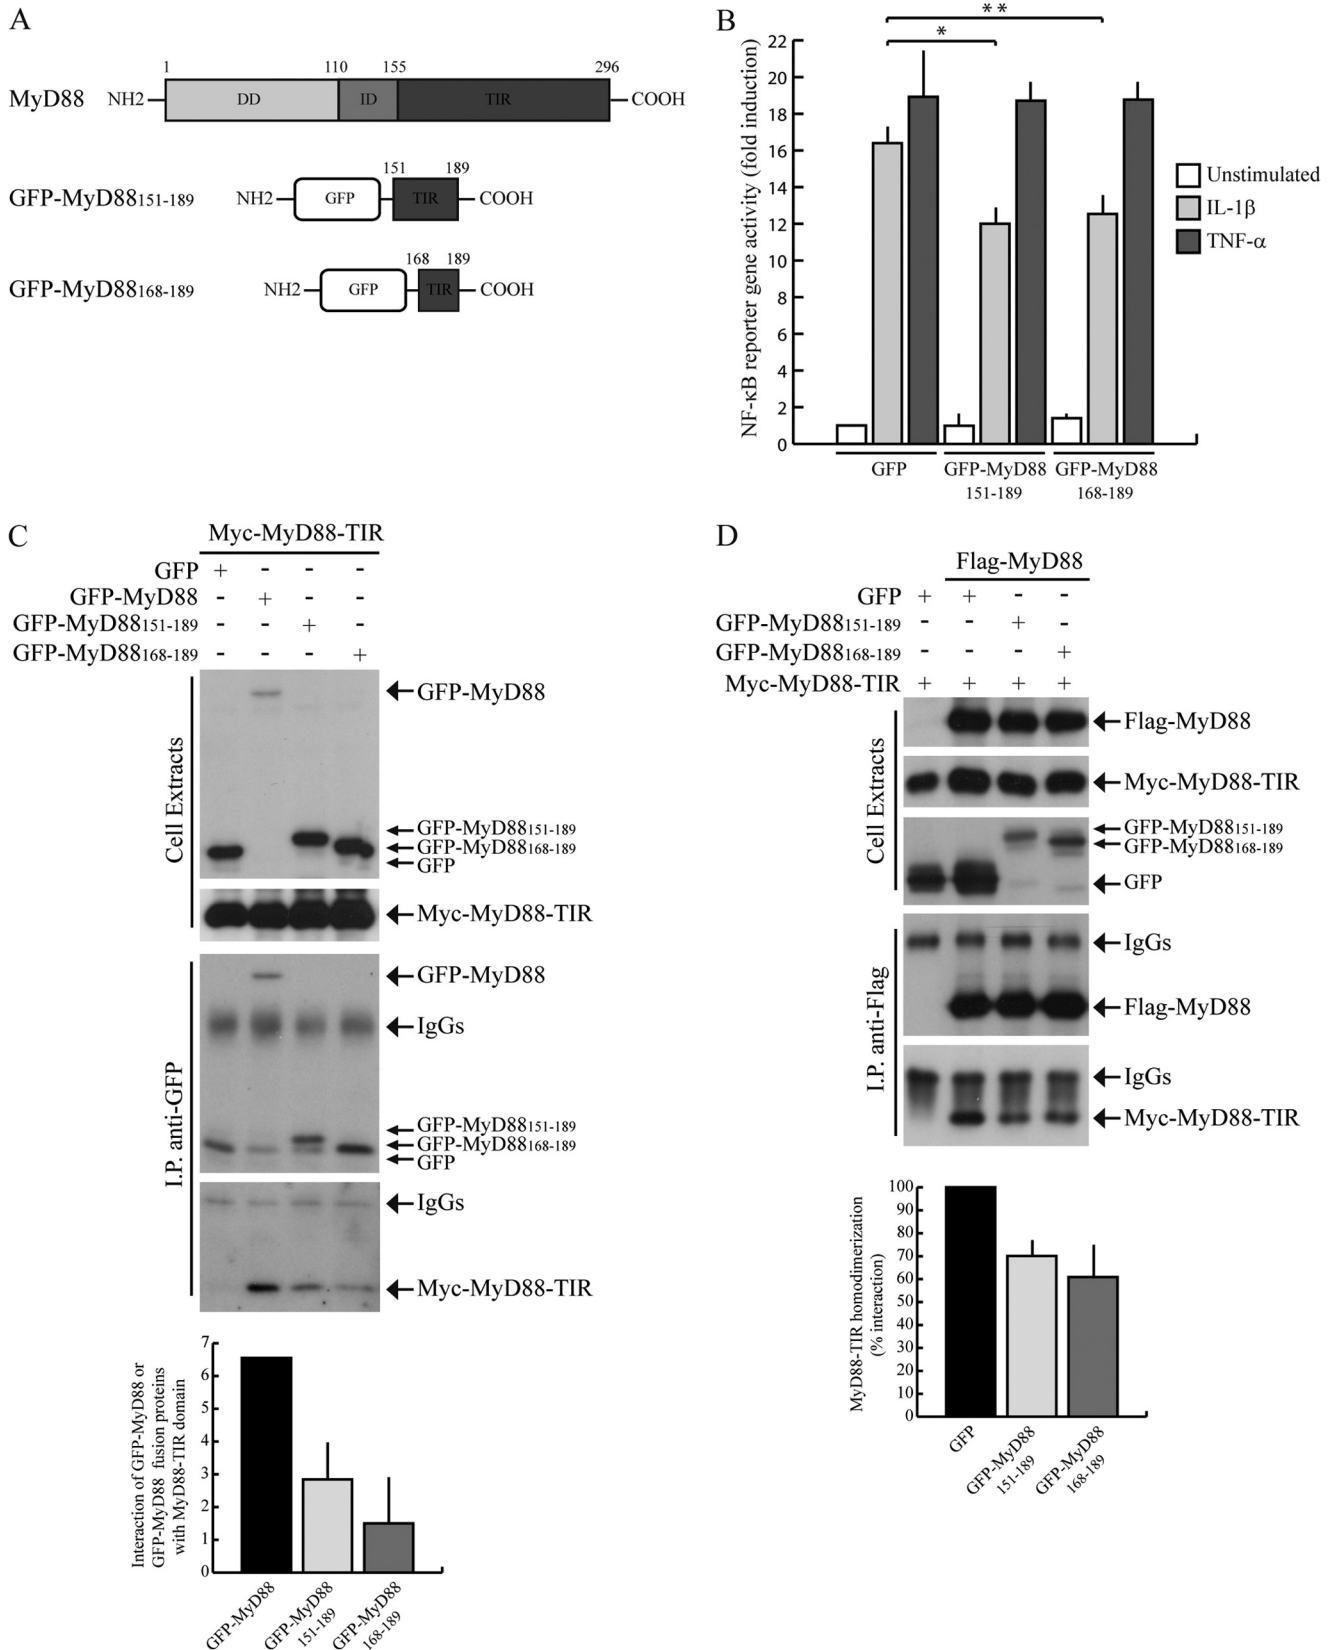 A
1 110 155 296
MyD88 NH2 DD ID TIR COOH
151 189
GFP-MyD88151-189 NH2 GFP TIR COOH
168 189
GFP-MyD88168-189 NH2 GFP TIR COOH
B
** 
*
NF-κB reporter gene activity (fold induction)
22
20
18
16
14
12
10
8
6
4
2
0
Unstimulated
IL-1β
TNF-α
GFP GFP-MyD88 GFP-MyD88
151-189 168-189
C
Myc-MyD88-TIR
GFP + - - -
GFP-MyD88 - + - -
GFP-MyD88151-189 - - + -
GFP-MyD88168-189 - - - +
Cell Extracts
GFP-MyD88
GFP-MyD88151-189
GFP-MyD88168-189
GFP
Myc-MyD88-TIR
I.P. anti-GFP
GFP-MyD88
IgGs
GFP-MyD88151-189
GFP-MyD88168-189
GFP
IgGs
Myc-MyD88-TIR
Interaction of GFP-MyD88 or
GFP-MyD88 fusion proteins
with MyD88-TIR domain
7
6
5
4
3
2
1
0
GFP-MyD88
GFP-MyD88
151-189
GFP-MyD88
168-189
D
Flag-MyD88
GFP + + - -
GFP-MyD88151-189 - - + -
GFP-MyD88168-189 - - - +
Myc-MyD88-TIR + + + +
Cell Extracts
Flag-MyD88
Myc-MyD88-TIR
GFP-MyD88151-189
GFP-MyD88168-189
GFP
I.P. anti-Flag
IgGs
Flag-MyD88
IgGs
Myc-MyD88-TIR
MyD88-TIR homodimerization
(% interaction)
100
90
80
70
60
50
40
30
20
10
0
GFP
GFP-MyD88
151-189
GFP-MyD88
168-189